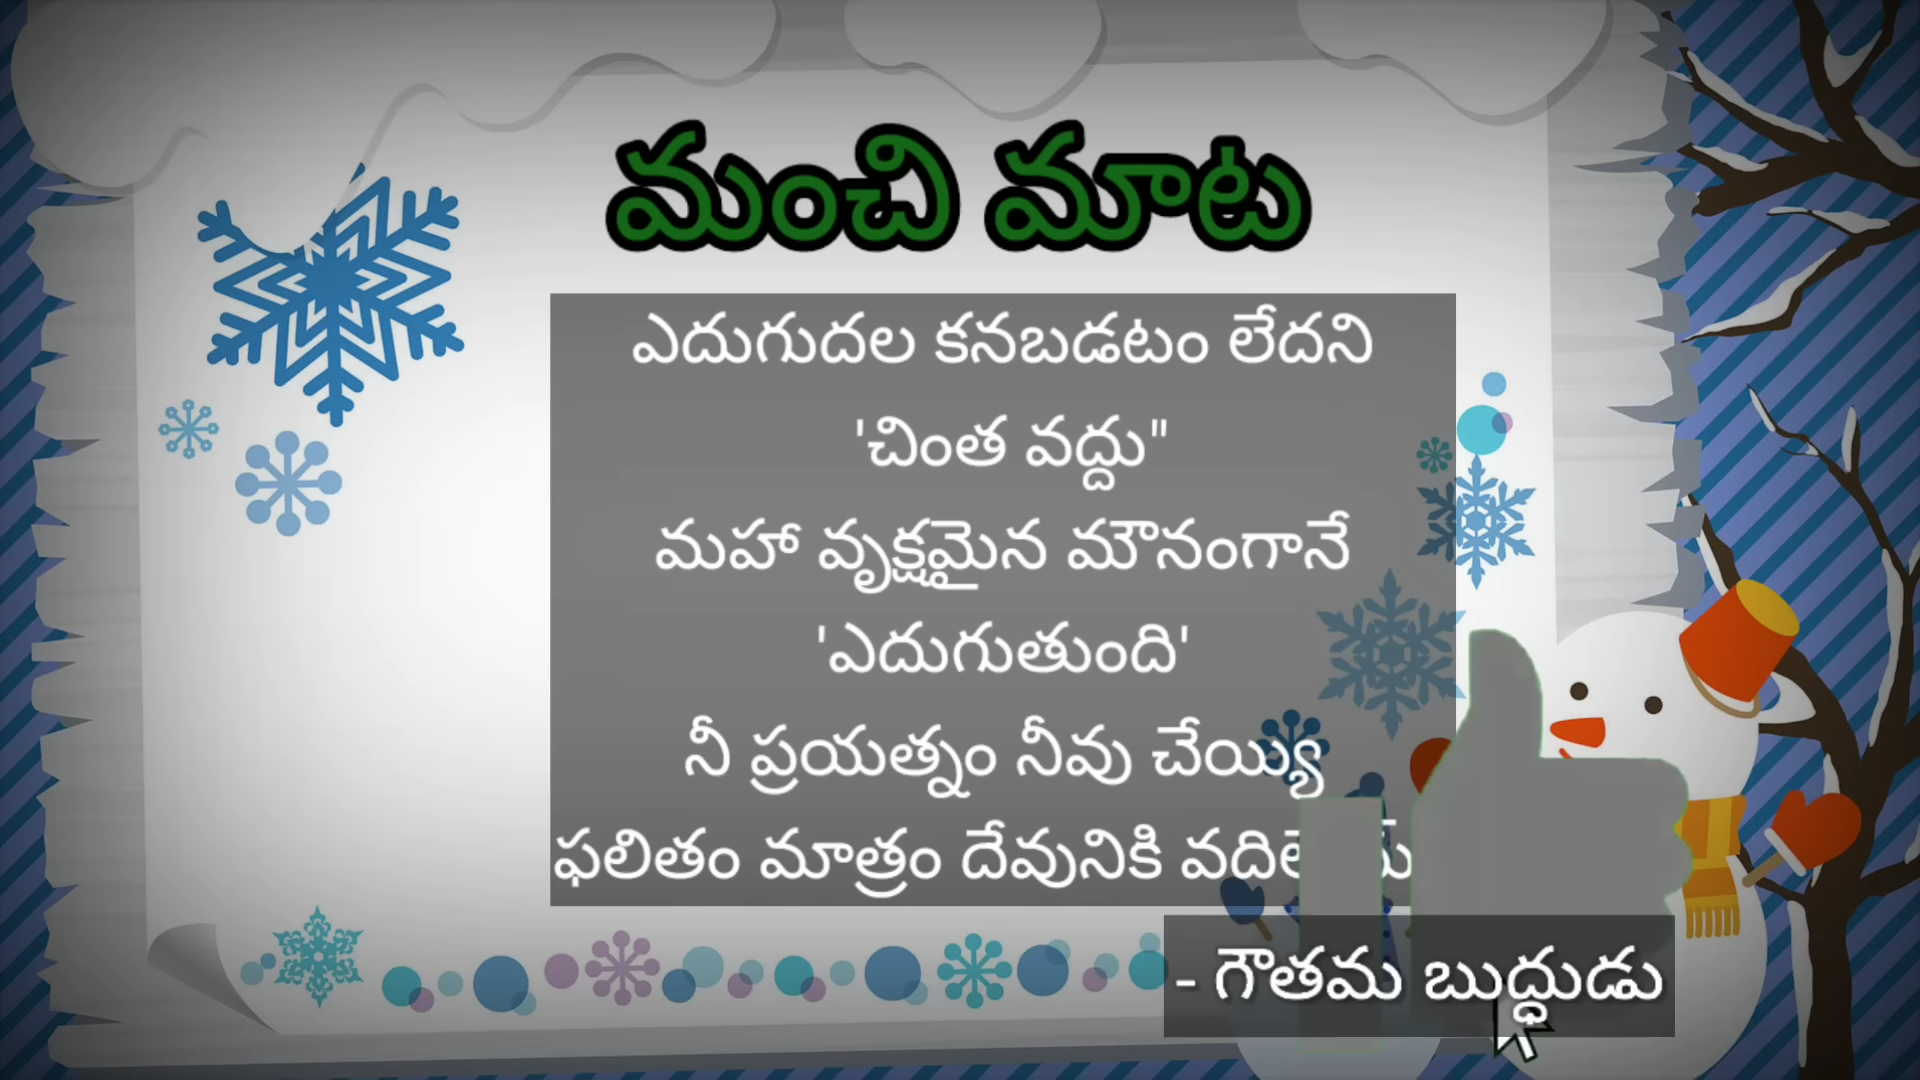 మంచి మాట
ఎదుగుదల కనబడటం లేదని
'చింత వద్దు"
మహా వృక్షమైన మౌనంగానే
'ఎదుగుతుంది'
నీ ప్రయత్నం నీవు చేయ్యి
ఫలితం మాత్రం దేవునికి
- గౌతమ బుద్ధుడు